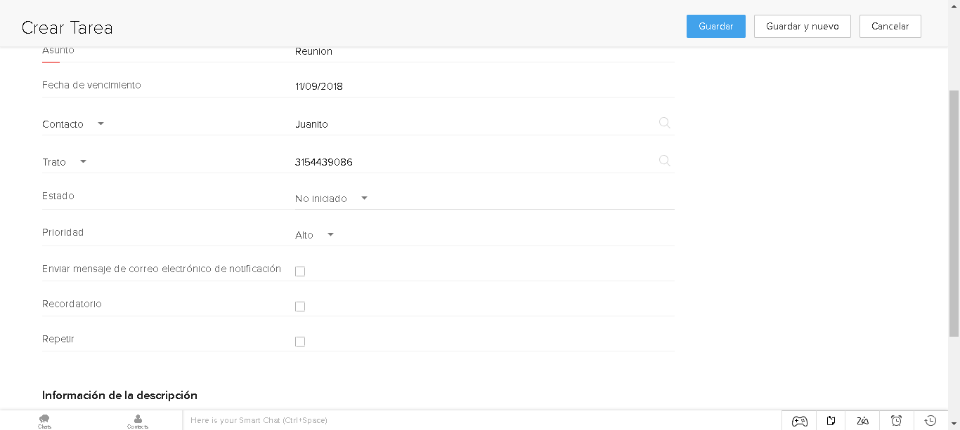 Crear Tarea
Guardar
Guardar y nuevo
Cancelar
Asunto Reunion
Fecha de vencimiento 11/09/2018
Contacto Juanito
Trato 3154439086
Estado No iniciado
Prioridad Alto
Enviar mensaje de correo electrónico de notificación
Recordatorio
Repetir
Información de la descripción
Chats
Contacts
Here is your Smart Chat (Ctrl+Space)